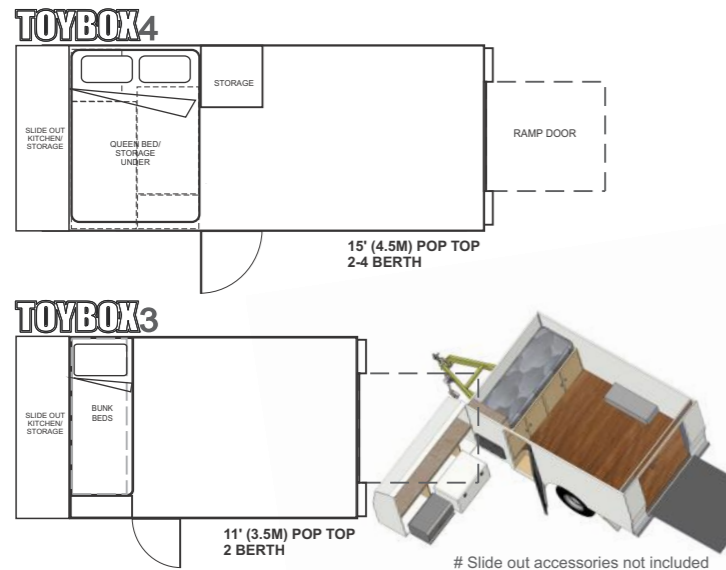 TOYBOX4
SLIDE OUT
KITCHEN/
STORAGE
QUEEN BED/
STORAGE
UNDER
STORAGE
RAMP DOOR
15' (4.5M) POP TOP
2-4 BERTH
TOYBOX3
SLIDE OUT
KITCHEN/
STORAGE
BUNK
BEDS
11' (3.5M) POP TOP
2 BERTH
# Slide out accessories not included